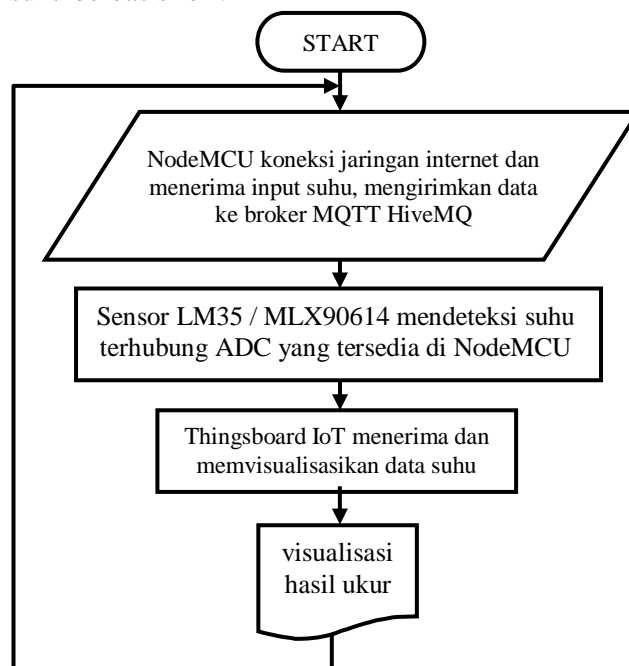 START
NodeMCU koneksi jaringan internet dan
menerima input suhu, mengirimkan data
ke broker MQTT HiveMQ
Sensor LM35 / MLX90614 mendeteksi suhu
terhubung ADC yang tersedia di NodeMCU
Thingsboard IoT menerima dan
memvisualisasikan data suhu
visualisasi
hasil ukur